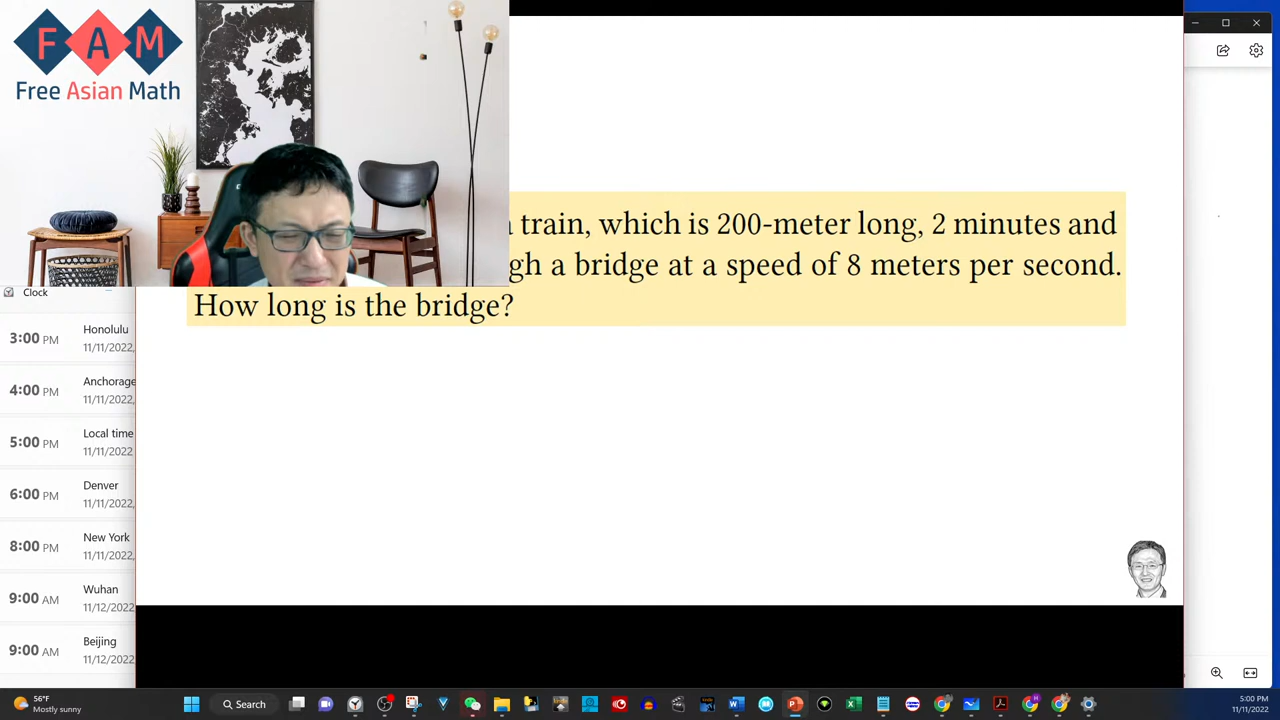 FAM
Free Asian Math
train, which is 200-meter long, 2 minutes and
gh a bridge at a speed of 8 meters per second.
How long is the bridge?
Clock
3:00 PM
Honolulu
11/11/2022,
4:00 PM
Anchorage
11/11/2022,
5:00 PM
Local time
11/11/2022,
6:00 PM
Denver
11/11/2022,
8:00 PM
New York
11/11/2022,
9:00 AM
Wuhan
11/12/2022
9:00 AM
Beijing
11/12/2022
56°F
Mostly sunny
Search
5:00 PM
11/11/2022